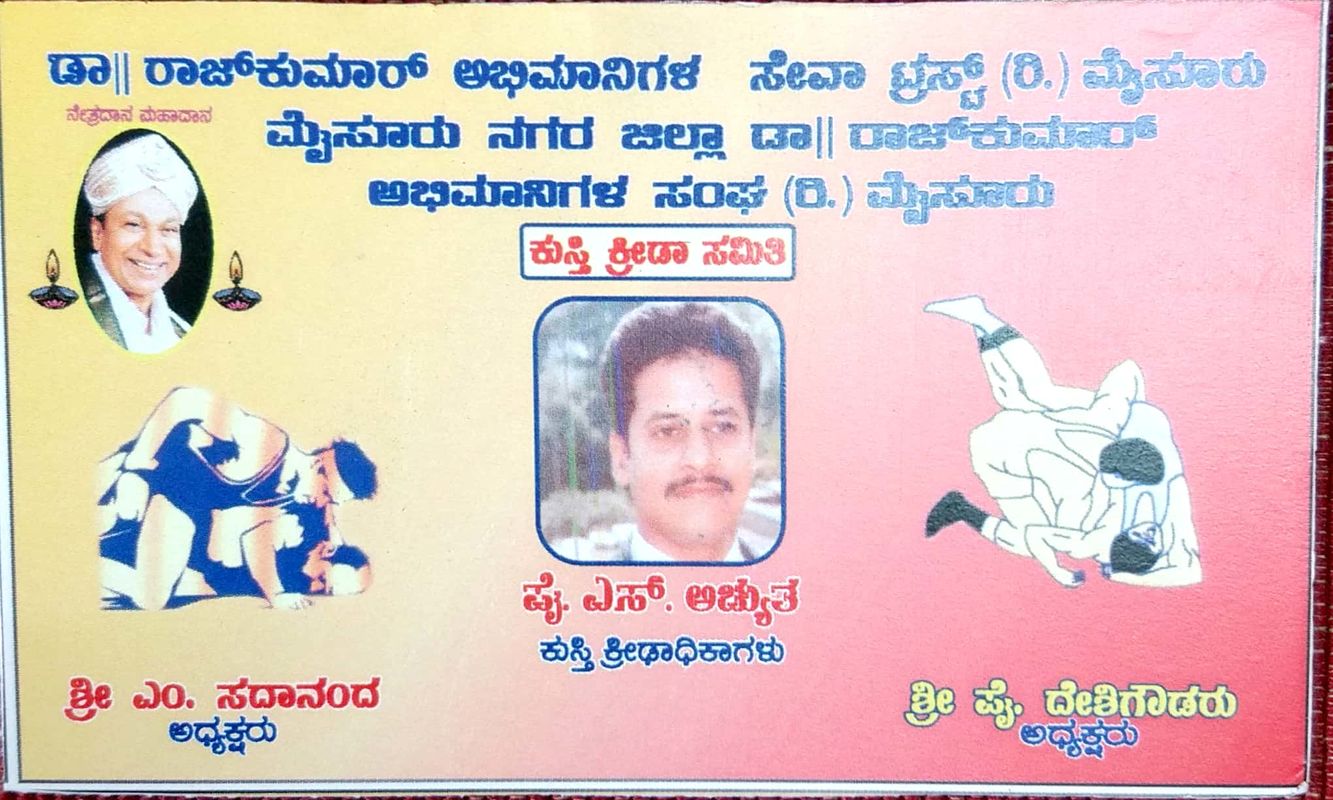 ಡಾ|| ರಾಜ್‌ಕುಮಾರ್ ಅಭಿಮಾನಿಗಳ ಸೇವಾ ಟ್ರಸ್ಟ್ (ರಿ.) ಮೈಸೂರು
ನೇತ್ರದಾನ ಮಹಾದಾನ
ಮೈಸೂರು ನಗರ ಜಿಲ್ಲಾ ಡಾ|| ರಾಜ್‌ಕುಮಾರ್
ಅಭಿಮಾನಿಗಳ ಸಂಘ (ರಿ.) ಮೈಸೂರು
ಕುಸ್ತಿ ಕ್ರೀಡಾ ಸಮಿತಿ
ಪೈ. ಎಸ್. ಅಚ್ಯುತ
ಕುಸ್ತಿ ಕ್ರೀಢಾಧಿಕಾಗಳು
ಶ್ರೀ ಎಂ. ಸದಾನಂದ
ಅಧ್ಯಕ್ಷರು
ಶ್ರೀ ಪೈ. ದೇಶಿಗೌಡರು
ಅಧ್ಯಕ್ಷರು